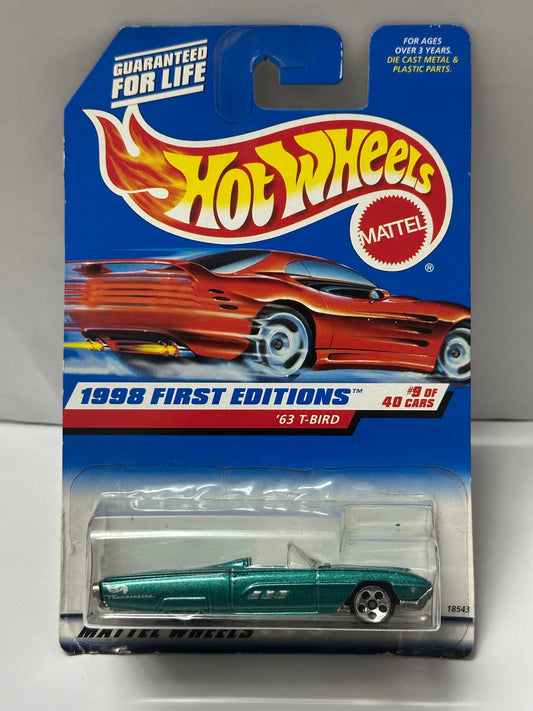 GUARANTEED
FOR LIFE
FOR AGES
OVER 3 YEARS.
DIE CAST METAL &
PLASTIC PARTS.
HOT WHEELS
MATTEL
®
1998 FIRST EDITIONS™
#9 OF
40 CARS
'63 T-BIRD
Thunderbird
18543
MATTEL WHEELS